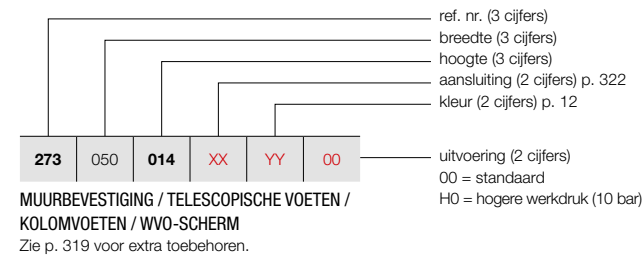 ref. nr. (3 cijfers)
breedte (3 cijfers)
hoogte (3 cijfers)
aansluiting (2 cijfers) p. 322
kleur (2 cijfers) p. 12
273 050 014 XX YY 00
uitvoering (2 cijfers)
00 = standaard
H0 = hogere werkdruk (10 bar)
MUURBEVESTIGING / TELESCOPISCHE VOETEN /
KOLOMVOETEN / WVO-SCHERM
Zie p. 319 voor extra toebehoren.